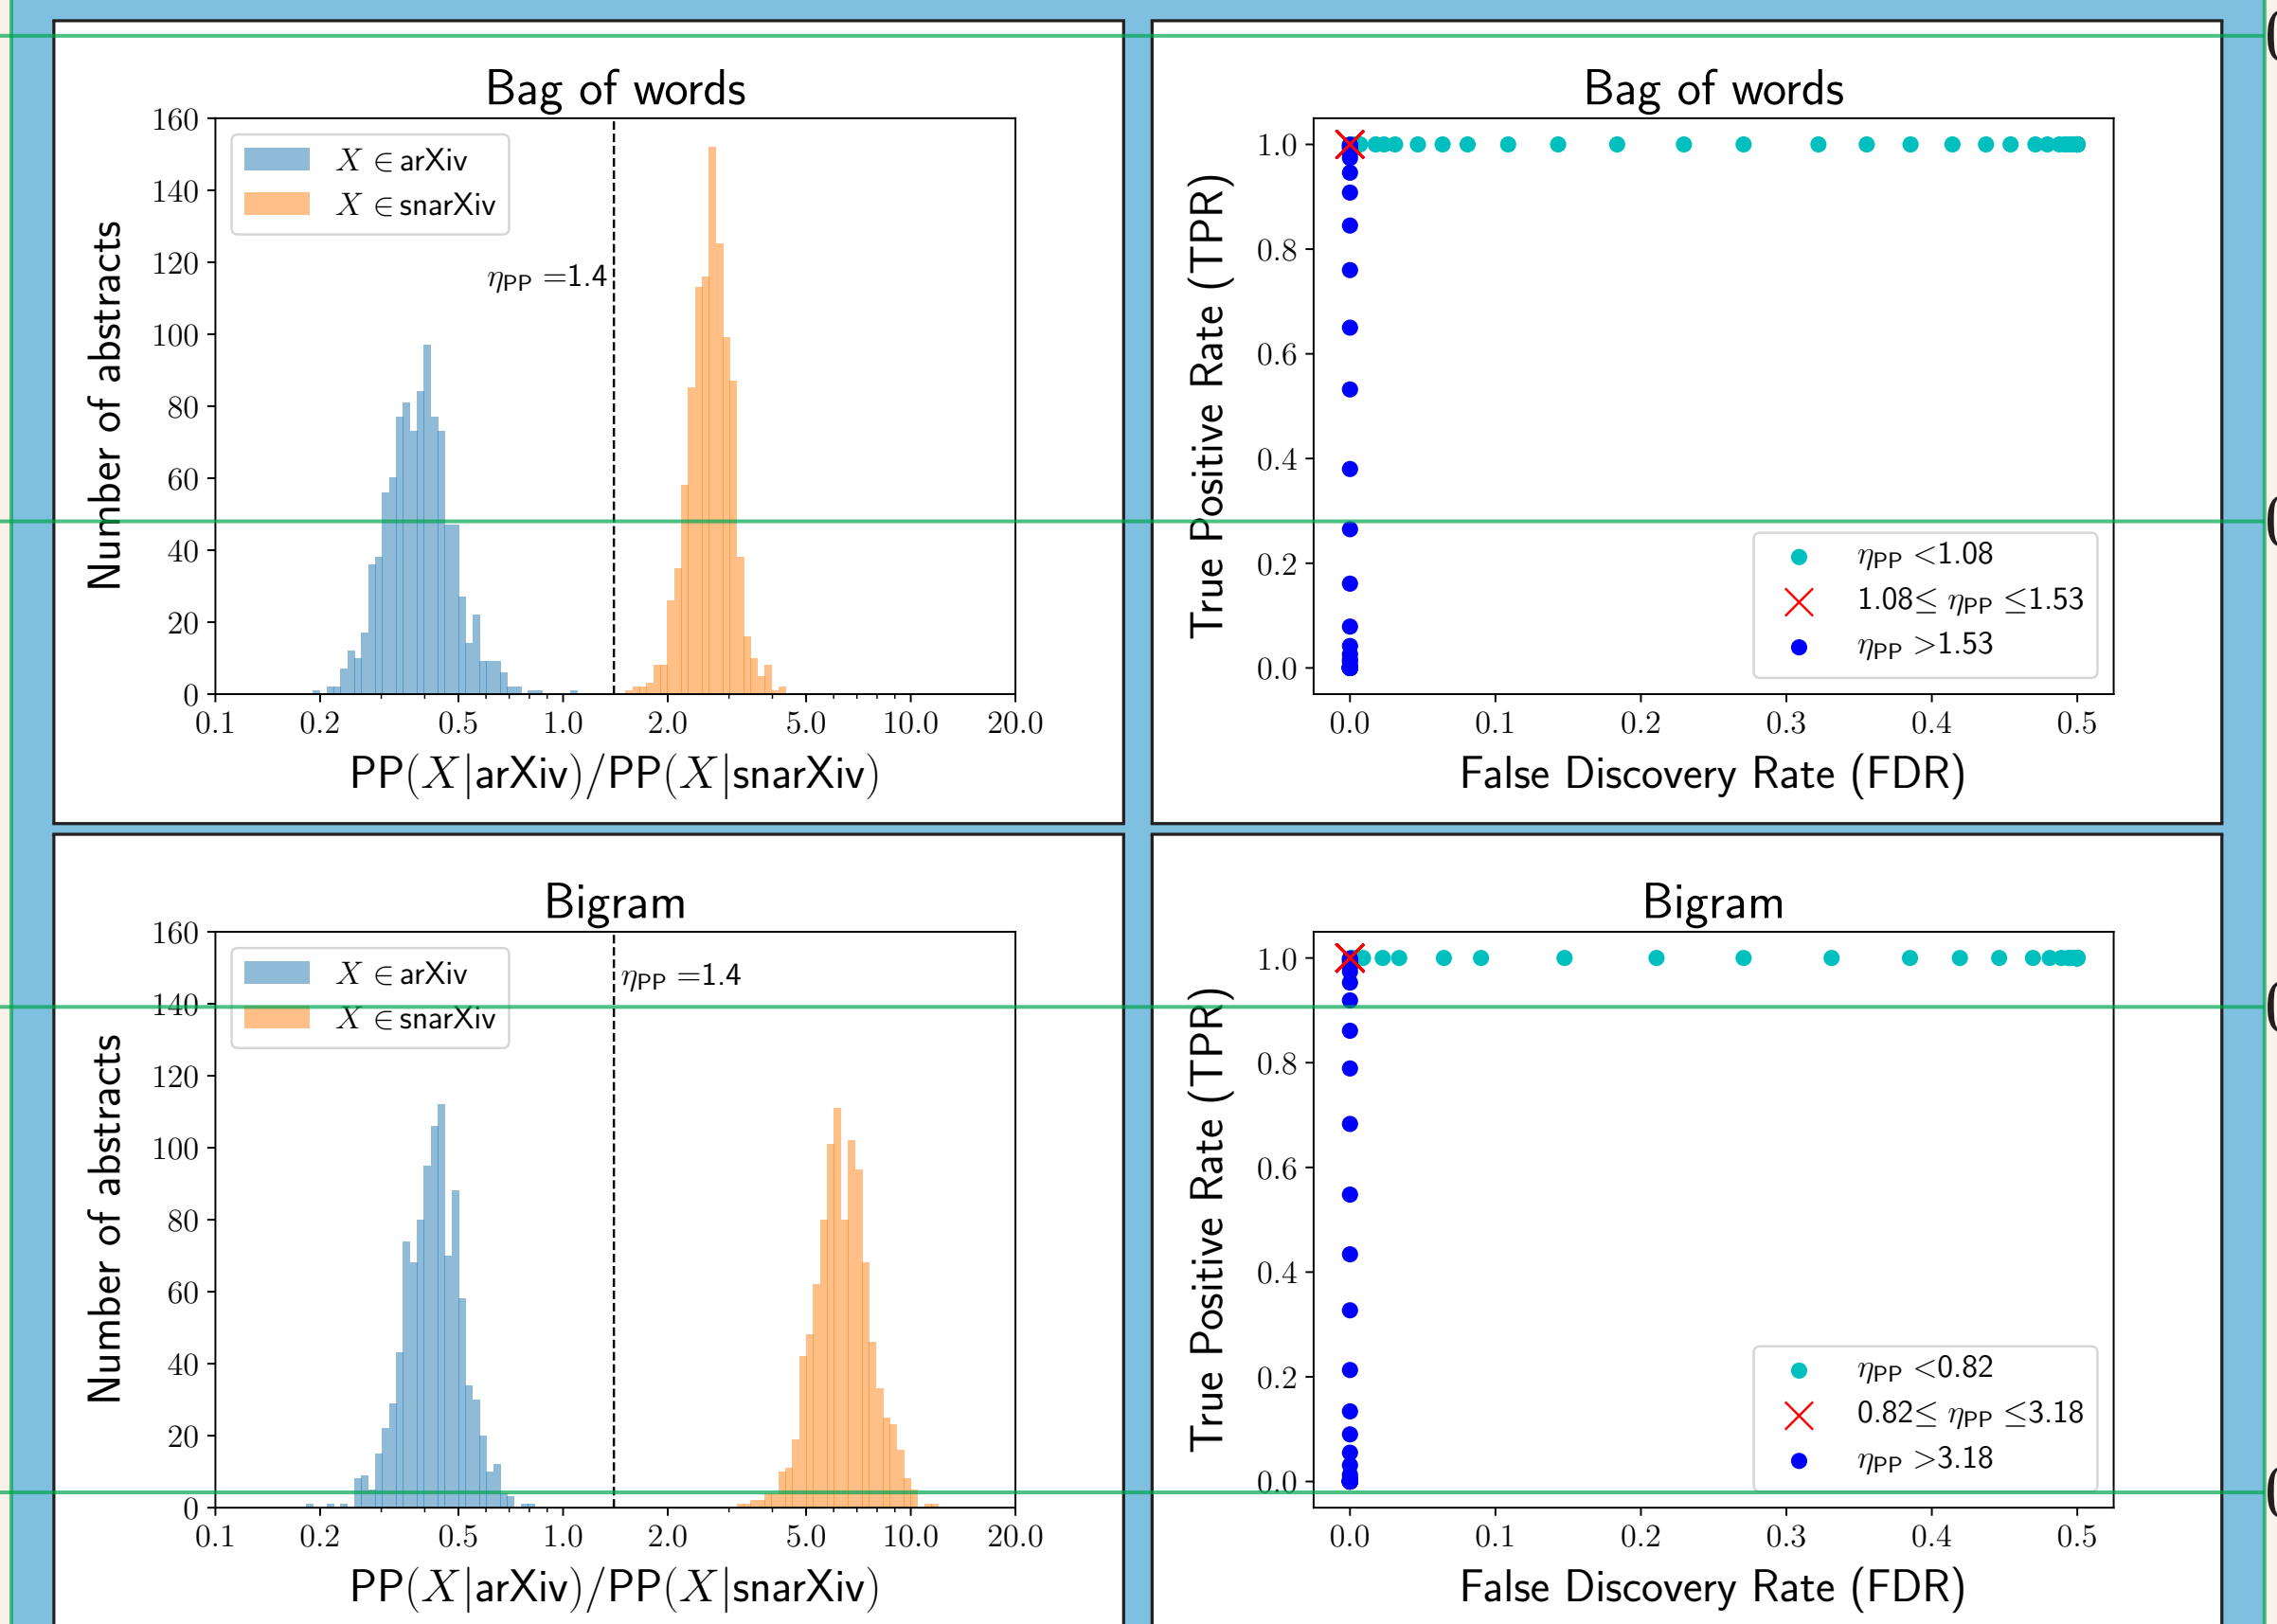 Bag of words
160
140
120
100
80
60
40
20
0
Number of abstracts
X ∈ arXiv
X ∈ snarXiv
η_PP =1.4
0.1 0.2 0.5 1.0 2.0 5.0 10.0 20.0
PP(X|arXiv)/PP(X|snarXiv)
Bag of words
1.0
0.8
0.6
0.4
0.2
0.0
True Positive Rate (TPR)
η_PP <1.08
1.08≤ η_PP ≤1.53
η_PP >1.53
0.0 0.1 0.2 0.3 0.4 0.5
False Discovery Rate (FDR)
Bigram
160
140
120
100
80
60
40
20
0
Number of abstracts
X ∈ arXiv
X ∈ snarXiv
η_PP =1.4
0.1 0.2 0.5 1.0 2.0 5.0 10.0 20.0
PP(X|arXiv)/PP(X|snarXiv)
Bigram
1.0
0.8
0.6
0.4
0.2
0.0
True Positive Rate (TPR)
η_PP <0.82
0.82≤ η_PP ≤3.18
η_PP >3.18
0.0 0.1 0.2 0.3 0.4 0.5
False Discovery Rate (FDR)